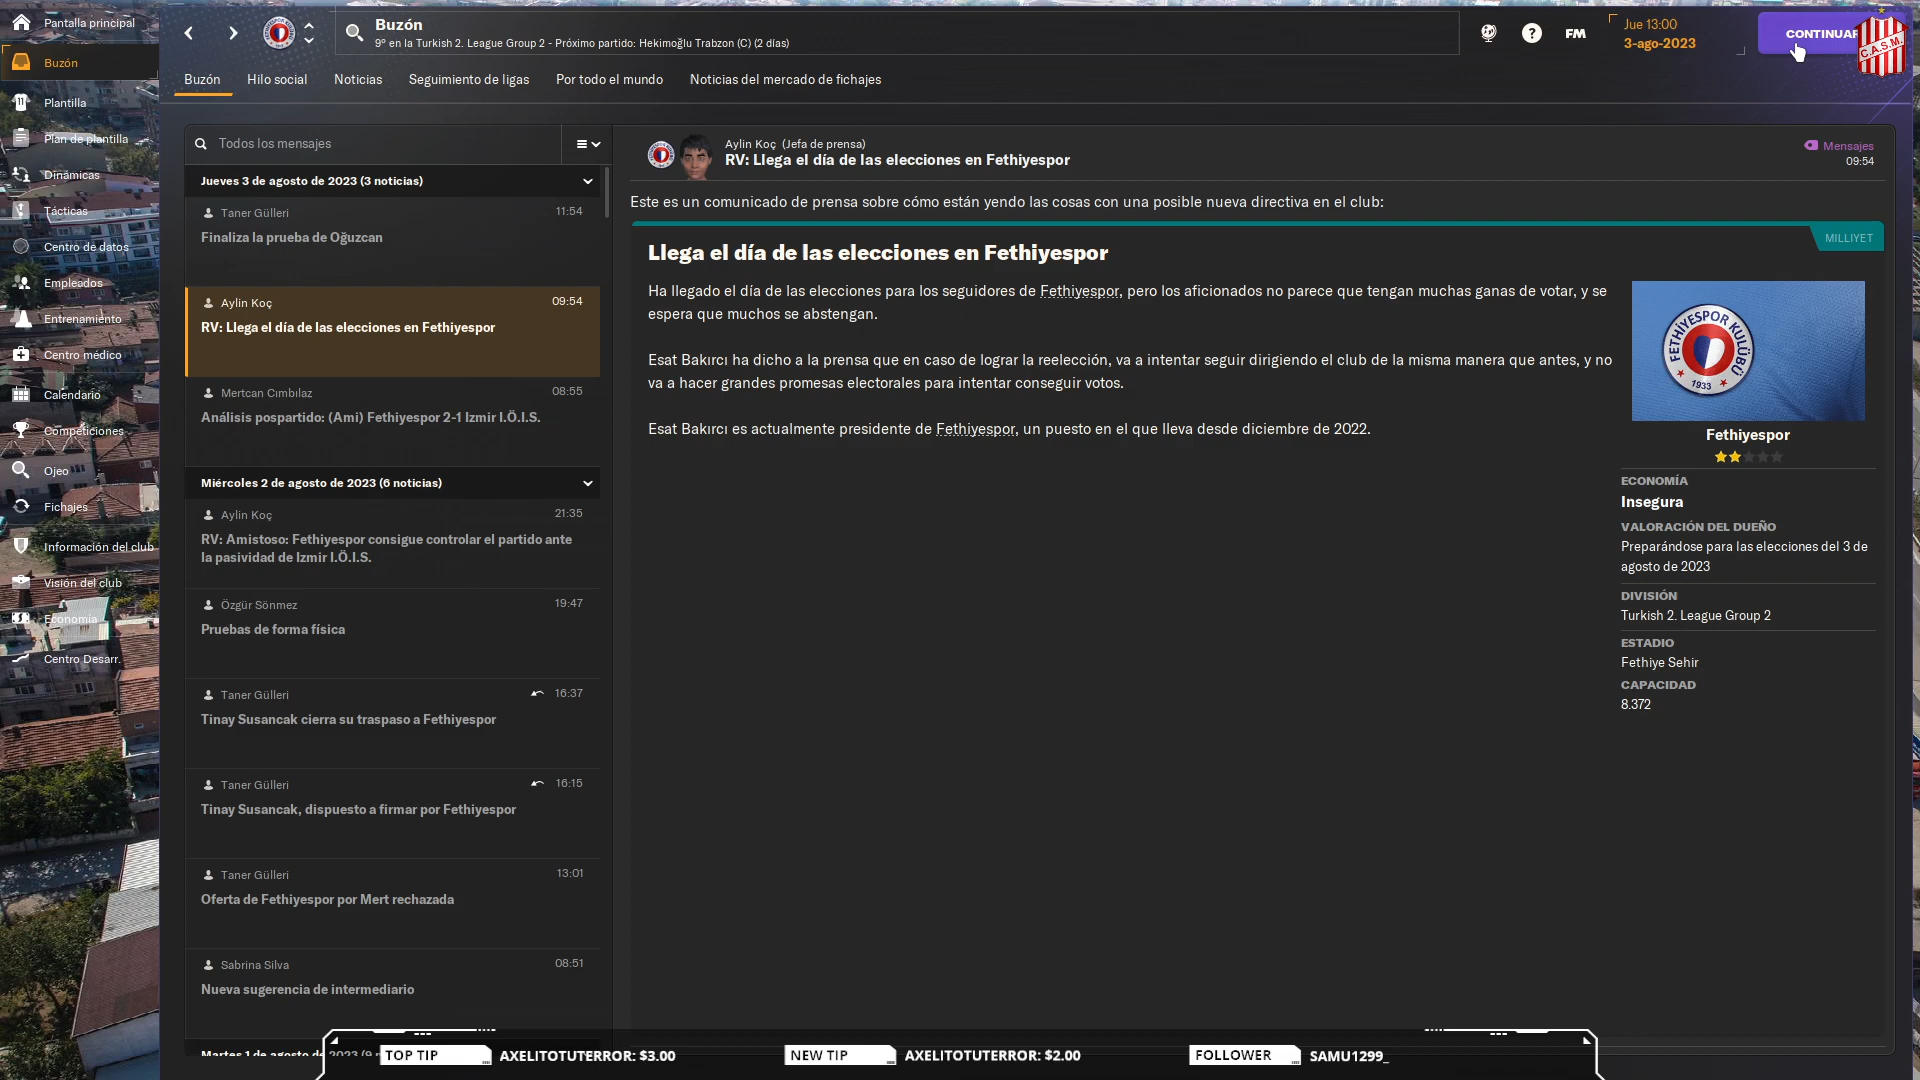 Pantalla principal
Buzón
Plantilla
Plan de plantilla
Dinámicas
Tácticas
Centro de datos
Empleados
Entrenamiento
Centro médico
Calendario
Competiciones
Ojeo
Fichajes
Información del club
Visión del club
Economía
Centro Desarr.
Buzón
9º en la Turkish 2. League Group 2 - Próximo partido: Hekimoğlu Trabzon (C) (2 días)
FM
Jue 13:00
3-ago-2023
CONTINUAR
C.A.S.M.
Buzón
Hilo social
Noticias
Seguimiento de ligas
Por todo el mundo
Noticias del mercado de fichajes
Todos los mensajes
Jueves 3 de agosto de 2023 (3 noticias)
Taner Gülleri
11:54
Finaliza la prueba de Oğuzcan
Aylin Koç
09:54
RV: Llega el día de las elecciones en Fethiyespor
Mertcan Cımbılaz
08:55
Análisis pospartido: (Ami) Fethiyespor 2-1 Izmir I.Ö.I.S.
Miércoles 2 de agosto de 2023 (6 noticias)
Aylin Koç
21:35
RV: Amistoso: Fethiyespor consigue controlar el partido ante
la pasividad de Izmir I.Ö.I.S.
Özgür Sönmez
19:47
Pruebas de forma física
Taner Gülleri
16:37
Tinay Susancak cierra su traspaso a Fethiyespor
Taner Gülleri
16:15
Tinay Susancak, dispuesto a firmar por Fethiyespor
Taner Gülleri
13:01
Oferta de Fethiyespor por Mert rechazada
Sabrina Silva
08:51
Nueva sugerencia de intermediario
Martes 1 de agosto de 2023 (9
Aylin Koç (Jefa de prensa)
RV: Llega el día de las elecciones en Fethiyespor
Mensajes
09:54
Este es un comunicado de prensa sobre cómo están yendo las cosas con una posible nueva directiva en el club:
MILLIYET
Llega el día de las elecciones en Fethiyespor
Ha llegado el día de las elecciones para los seguidores de Fethiyespor, pero los aficionados no parece que tengan muchas ganas de votar, y se
espera que muchos se abstengan.
Esat Bakırcı ha dicho a la prensa que en caso de lograr la reelección, va a intentar seguir dirigiendo el club de la misma manera que antes, y no
va a hacer grandes promesas electorales para intentar conseguir votos.
Esat Bakırcı es actualmente presidente de Fethiyespor, un puesto en el que lleva desde diciembre de 2022.
FETHİYESPOR KULÜBÜ
1933
Fethiyespor
ECONOMÍA
Insegura
VALORACIÓN DEL DUEÑO
Preparándose para las elecciones del 3 de
agosto de 2023
DIVISIÓN
Turkish 2. League Group 2
ESTADIO
Fethiye Sehir
CAPACIDAD
8.372
TOP TIP
AXELITOTUTERROR: $3.00
NEW TIP
AXELITOTUTERROR: $2.00
FOLLOWER
SAMU1299_